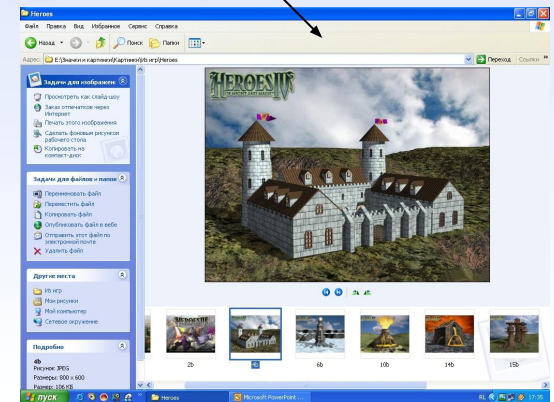 Heroes
Файл Правка Вид Избранное Сервис Справка
Назад Поиск Папки
Адрес: E:\Значки и картинки\Картинки\Из игр\Heroes Переход Ссылки
Задачи для изображений
Просмотреть как слайд-шоу
Заказ отпечатков через
Интернет
Печать этого изображения
Сделать фоновым рисунком
рабочего стола
Копировать на
компакт-диск
Задачи для файлов и папок
Переименовать файл
Переместить файл
Копировать файл
Опубликовать файл в вебе
Отправить этот файл по
электронной почте
Удалить файл
Другие места
Из игр
Мои рисунки
Мой компьютер
Сетевое окружение
Подробно
4b
Рисунок JPEG
Размеры: 800 x 600
Размер: 106 КБ
HEROES IV
2b 4b 6b 10b 14b 15b
пуск Heroes Microsoft PowerPoint ... RL 17:35